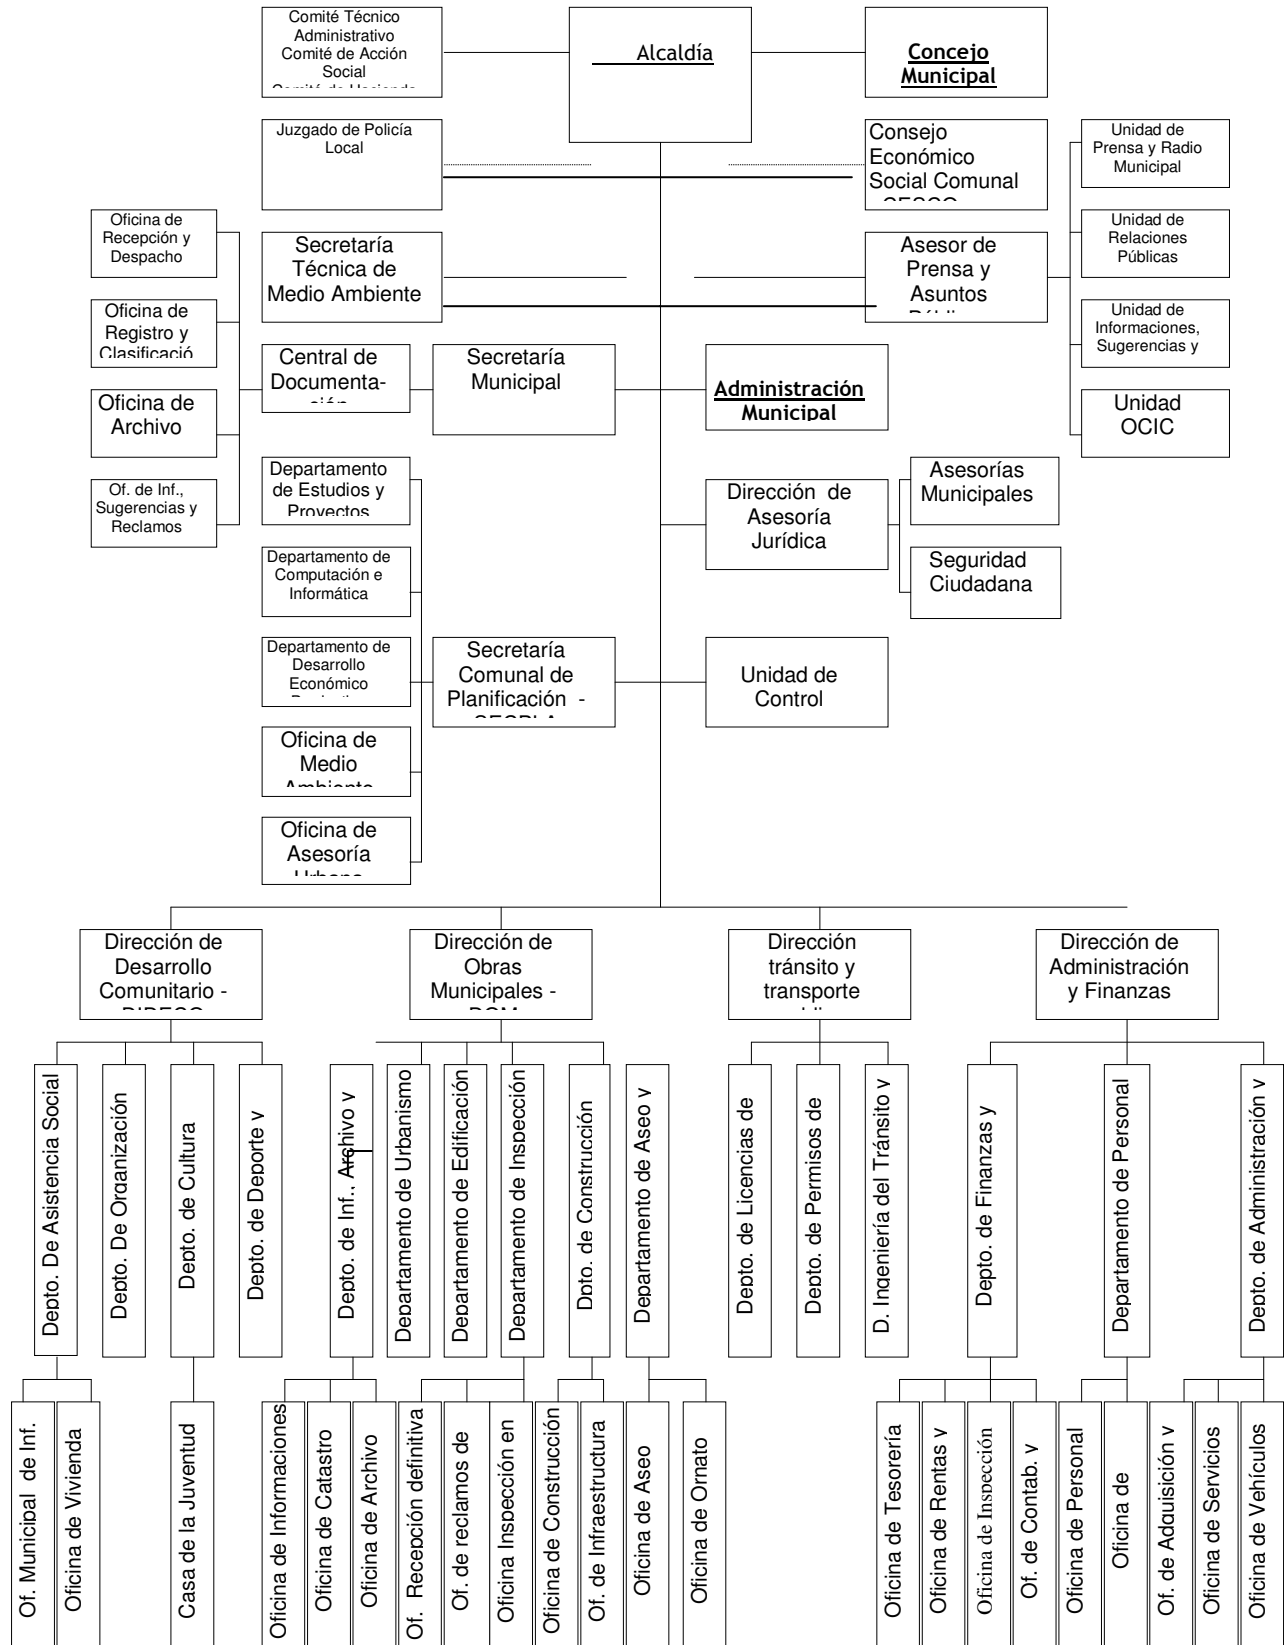 Comité Técnico
Administrativo
Comité de Acción
Social
Comité de Hacienda
Alcaldía
Concejo
Municipal
Juzgado de Policía
Local
Consejo
Económico
Social Comunal
- CESCO
Unidad de
Prensa y Radio
Municipal
Oficina de
Recepción y
Despacho
Secretaría
Técnica de
Medio Ambiente
Asesor de
Prensa y
Asuntos
Unidad de
Relaciones
Públicas
Oficina de
Registro y
Clasificació
Unidad de
Informaciones,
Sugerencias y
Central de
Documenta-
ción
Secretaría
Municipal
Administración
Municipal
Oficina de
Archivo
Unidad
OCIC
Of. de Inf.,
Sugerencias y
Reclamos
Departamento
de Estudios y
Proyectos
Dirección de
Asesoría
Jurídica
Asesorías
Municipales
Seguridad
Ciudadana
Departamento de
Computación e
Informática
Departamento de
Desarrollo
Económico
Secretaría
Comunal de
Planificación -
SECPLA
Unidad de
Control
Oficina de
Medio
Ambiente
Oficina de
Asesoría
Urbana
Dirección de
Desarrollo
Comunitario -
DIDECO
Dirección de
Obras
Municipales -
DOM
Dirección
tránsito y
transporte
Dirección de
Administración
y Finanzas
Depto. De Asistencia Social
Depto. De Organización
Depto. de Cultura
Depto. de Deporte y
Depto. de Inf., Archivo y
Departamento de Urbanismo
Departamento de Edificación
Departamento de Inspección
Dpto. de Construcción
Departamento de Aseo y
Depto. de Licencias de
Depto. de Permisos de
D. Ingeniería del Tránsito y
Depto. de Finanzas y
Departamento de Personal
Depto. de Administración y
Of. Municipal de Inf.
Oficina de Vivienda
Casa de la Juventud
Oficina de Informaciones
Oficina de Catastro
Oficina de Archivo
Of. Recepción definitiva
Of. de reclamos de
Oficina Inspección en
Oficina de Construcción
Of. de Infraestructura
Oficina de Aseo
Oficina de Ornato
Oficina de Tesorería
Oficina de Rentas y
Oficina de Inspección
Of. de Contab. y
Oficina de Personal
Oficina de
Of. de Adquisición y
Oficina de Servicios
Oficina de Vehículos